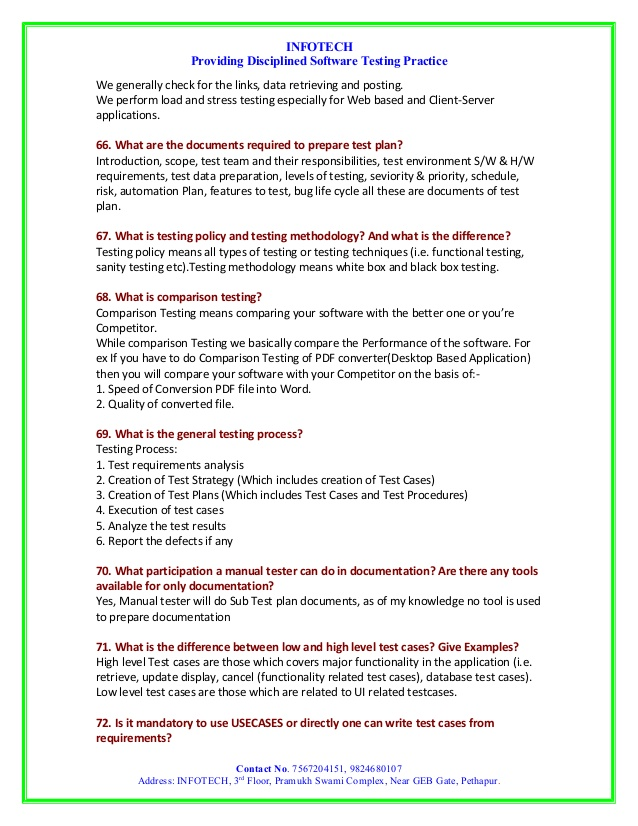 INFOTECH
Providing Disciplined Software Testing Practice
We generally check for the links, data retrieving and posting.
We perform load and stress testing especially for Web based and Client-Server
applications.
66. What are the documents required to prepare test plan?
Introduction, scope, test team and their responsibilities, test environment S/W & H/W
requirements, test data preparation, levels of testing, seviority & priority, schedule,
risk, automation Plan, features to test, bug life cycle all these are documents of test
plan.
67. What is testing policy and testing methodology? And what is the difference?
Testing policy means all types of testing or testing techniques (i.e. functional testing,
sanity testing etc).Testing methodology means white box and black box testing.
68. What is comparison testing?
Comparison Testing means comparing your software with the better one or you’re
Competitor.
While comparison Testing we basically compare the Performance of the software. For
ex If you have to do Comparison Testing of PDF converter(Desktop Based Application)
then you will compare your software with your Competitor on the basis of:-
1. Speed of Conversion PDF file into Word.
2. Quality of converted file.
69. What is the general testing process?
Testing Process:
1. Test requirements analysis
2. Creation of Test Strategy (Which includes creation of Test Cases)
3. Creation of Test Plans (Which includes Test Cases and Test Procedures)
4. Execution of test cases
5. Analyze the test results
6. Report the defects if any
70. What participation a manual tester can do in documentation? Are there any tools
available for only documentation?
Yes, Manual tester will do Sub Test plan documents, as of my knowledge no tool is used
to prepare documentation
71. What is the difference between low and high level test cases? Give Examples?
High level Test cases are those which covers major functionality in the application (i.e.
retrieve, update display, cancel (functionality related test cases), database test cases).
Low level test cases are those which are related to UI related testcases.
72. Is it mandatory to use USECASES or directly one can write test cases from
requirements?
Contact No. 7567204151, 9824680107
Address: INFOTECH, 3rd Floor, Pramukh Swami Complex, Near GEB Gate, Pethapur.